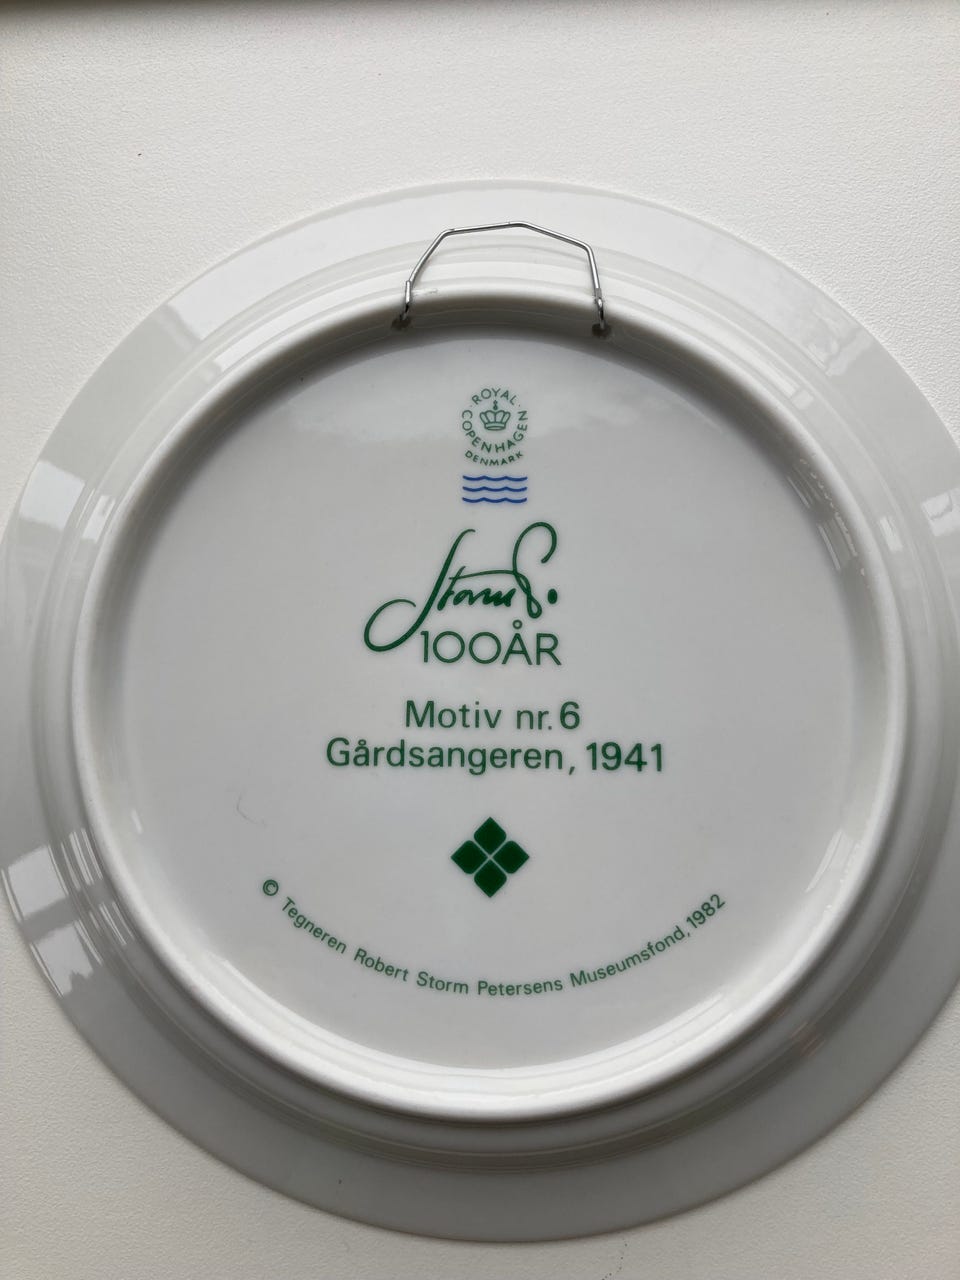 ROYAL
COPENHAGEN
DENMARK
Storm P.
100ÅR
Motiv nr. 6
Gårdsangeren, 1941
© Tegneren Robert Storm Petersens Museumsfond, 1982